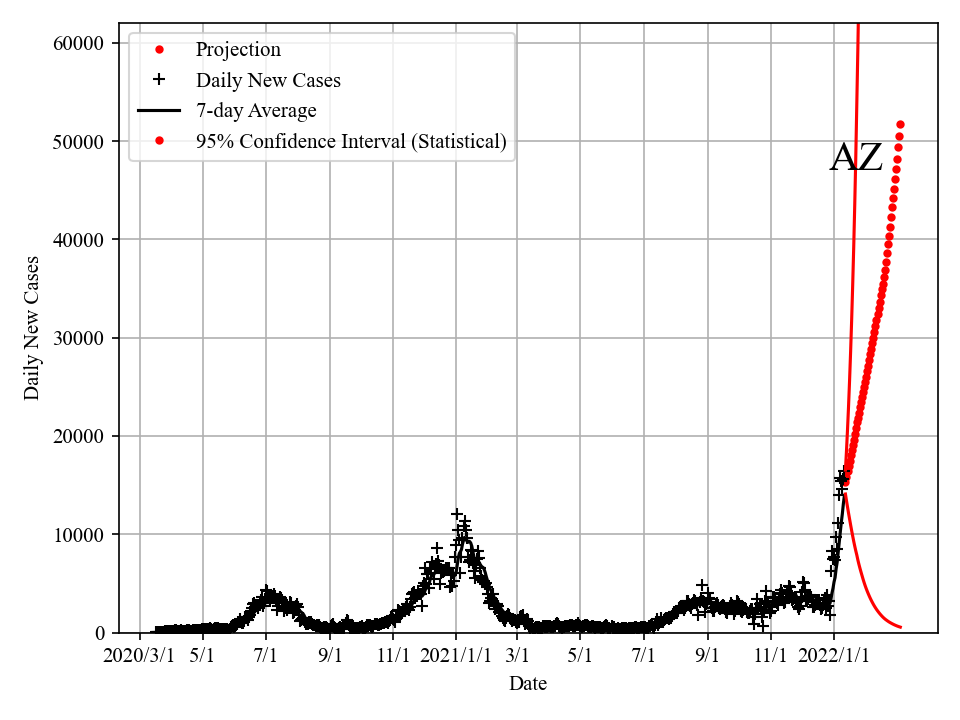 60000
50000
40000
30000
20000
10000
0
Daily New Cases
Projection
Daily New Cases
7-day Average
95% Confidence Interval (Statistical)
AZ
2020/3/1 5/1 7/1 9/1 11/1 2021/1/1 3/1 5/1 7/1 9/1 11/1 2022/1/1
Date